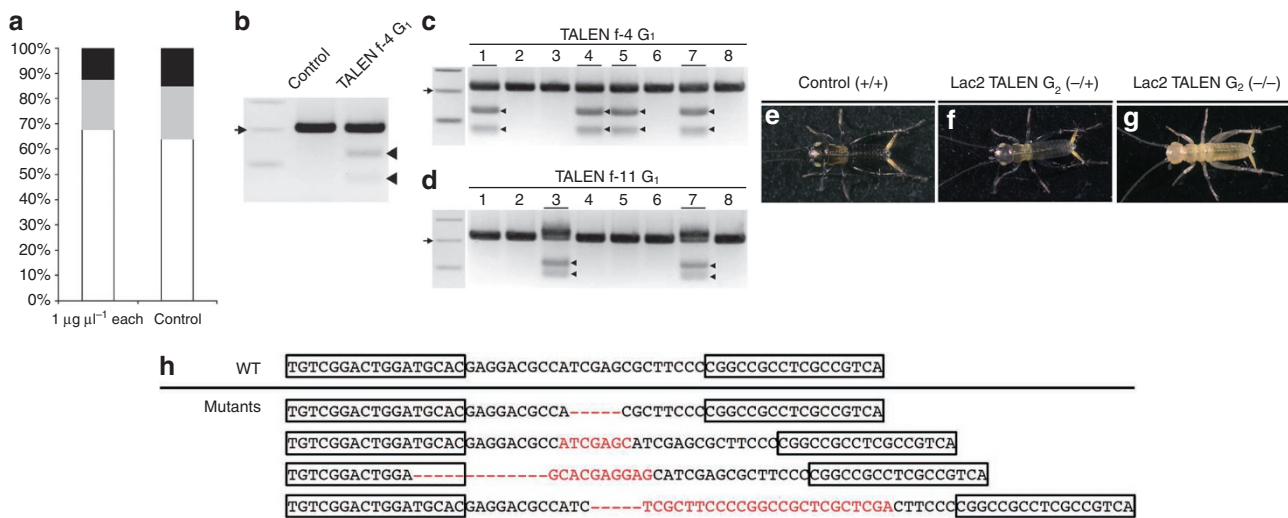 a
100%
90%
80%
70%
60%
50%
40%
30%
20%
10%
0%
1 µg µl⁻¹ each
Control
b
Control
TALEN f-4 G₁
c
TALEN f-4 G₁
1 2 3 4 5 6 7 8
d
TALEN f-11 G₁
1 2 3 4 5 6 7 8
Control (+/+)
e
Lac2 TALEN G₂ (–/+)
f
Lac2 TALEN G₂ (–/–)
g
h
WT TGTCGGACTGGATGCACGAGGACGCCATCGAGCGCTTCCCCGGCCGCCTCGCCGTCA
Mutants
TGTCGGACTGGATGCACGAGGACGCCA-----CGCTTCCCCGGCCGCCTCGCCGTCA
TGTCGGACTGGATGCACGAGGACGCCATCGAGCATCGAGCGCTTCCCCGGCCGCCTCGCCGTCA
TGTCGGACTGGA-------------GCACGAGGAGCATCGAGCGCTTCCCCGGCCGCCTCGCCGTCA
TGTCGGACTGGATGCACGAGGACGCCATC-----TCGCTTCCCCGGCCGCTCGCTCGACTTCCCCGGCCGCCTCGCCGTCA